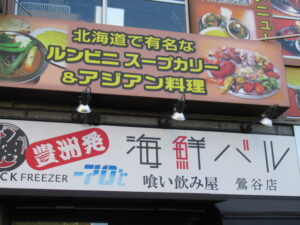 北海道で有名な
ルンビニ スープカリー
&アジアン料理
豊洲発
海鮮バル
CK FREEZER
-70℃
喰い飲み屋
鶯谷店